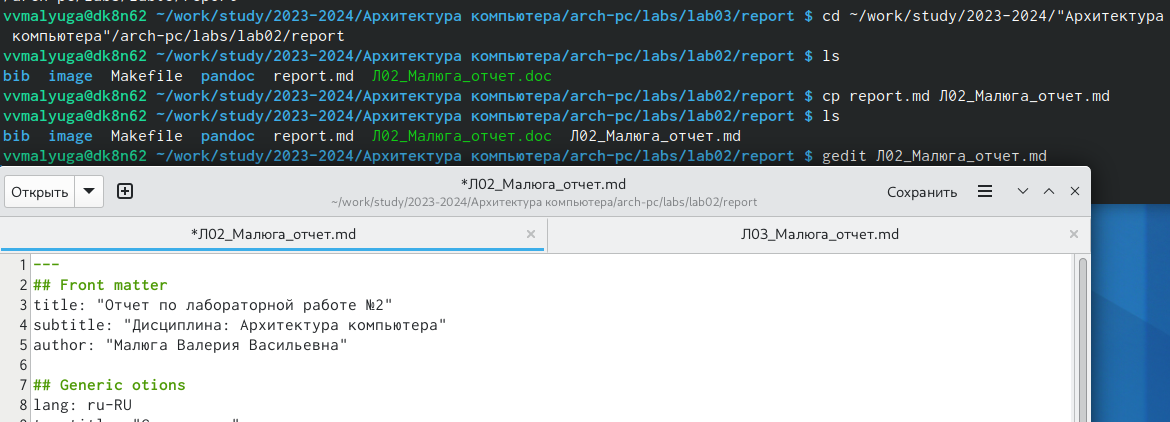 vvmalyuga@dk8n62 ~/work/study/2023-2024/Архитектура компьютера/arch-pc/labs/lab03/report $ cd ~/work/study/2023-2024/"Архитектура
компьютера"/arch-pc/labs/lab02/report
vvmalyuga@dk8n62 ~/work/study/2023-2024/Архитектура компьютера/arch-pc/labs/lab02/report $ ls
bib image Makefile pandoc report.md Л02_Малюга_отчет.doc
vvmalyuga@dk8n62 ~/work/study/2023-2024/Архитектура компьютера/arch-pc/labs/lab02/report $ cp report.md Л02_Малюга_отчет.md
vvmalyuga@dk8n62 ~/work/study/2023-2024/Архитектура компьютера/arch-pc/labs/lab02/report $ ls
bib image Makefile pandoc report.md Л02_Малюга_отчет.doc Л02_Малюга_отчет.md
vvmalyuga@dk8n62 ~/work/study/2023-2024/Архитектура компьютера/arch-pc/labs/lab02/report $ gedit Л02_Малюга_отчет.md
Открыть
*Л02_Малюга_отчет.md
~/work/study/2023-2024/Архитектура компьютера/arch-pc/labs/lab02/report
Сохранить
*Л02_Малюга_отчет.md
Л03_Малюга_отчет.md
1 ---
2 ## Front matter
3 title: "Отчет по лабораторной работе №2"
4 subtitle: "Дисциплина: Архитектура компьютера"
5 author: "Малюга Валерия Васильевна"
6
7 ## Generic otions
8 lang: ru-RU